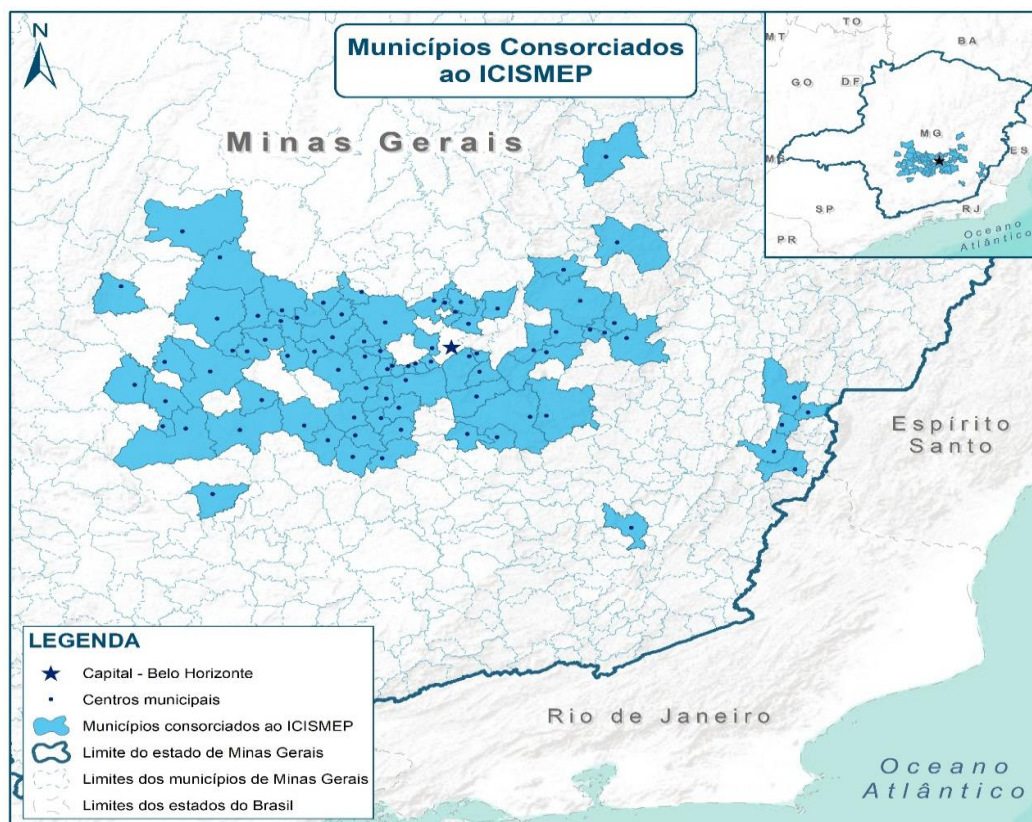 N
Municípios Consorciados
ao ICISMEP
Minas Gerais
TO
MT
BA
GO
DF
MG
ES
MS
SP
RJ
PR
Oceano
Atlântico
Espírito
Santo
Rio de Janeiro
Oceano
Atlântico
LEGENDA
Capital - Belo Horizonte
Centros municipais
Municípios consorciados ao ICISMEP
Limite do estado de Minas Gerais
Limites dos municípios de Minas Gerais
Limites dos estados do Brasil